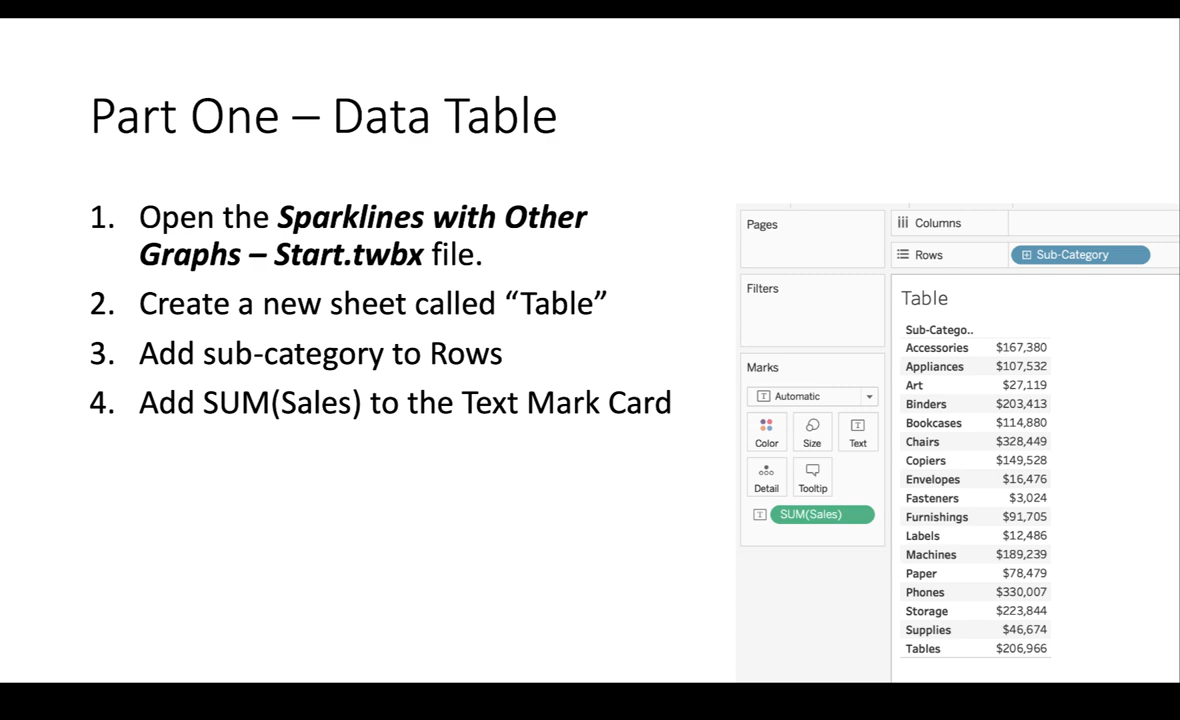 Part One – Data Table
1. Open the Sparklines with Other
Graphs – Start.twbx file.
2. Create a new sheet called “Table”
3. Add sub-category to Rows
4. Add SUM(Sales) to the Text Mark Card
Pages
Filters
Marks
Automatic
Color Size Text
Detail Tooltip
SUM(Sales)
Columns
Rows Sub-Category
Table
Sub-Catego..
Accessories $167,380
Appliances $107,532
Art $27,119
Binders $203,413
Bookcases $114,880
Chairs $328,449
Copiers $149,528
Envelopes $16,476
Fasteners $3,024
Furnishings $91,705
Labels $12,486
Machines $189,239
Paper $78,479
Phones $330,007
Storage $223,844
Supplies $46,674
Tables $206,966